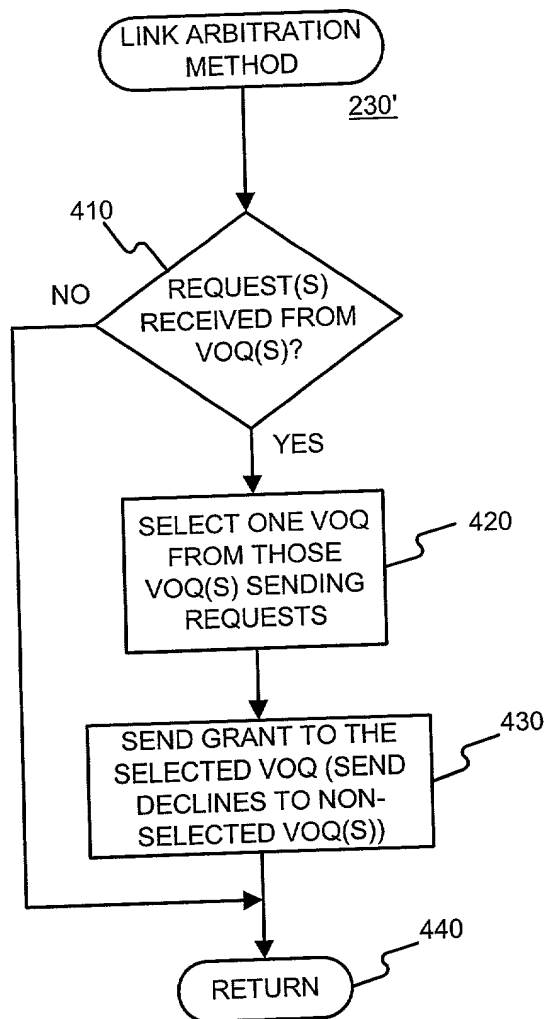 LINK ARBITRATION
METHOD
230'
410
NO
REQUEST(S)
RECEIVED FROM
VOQ(S)?
YES
SELECT ONE VOQ
FROM THOSE
VOQ(S) SENDING
REQUESTS
420
SEND GRANT TO THE
SELECTED VOQ (SEND
DECLINES TO NON-
SELECTED VOQ(S))
430
440
RETURN